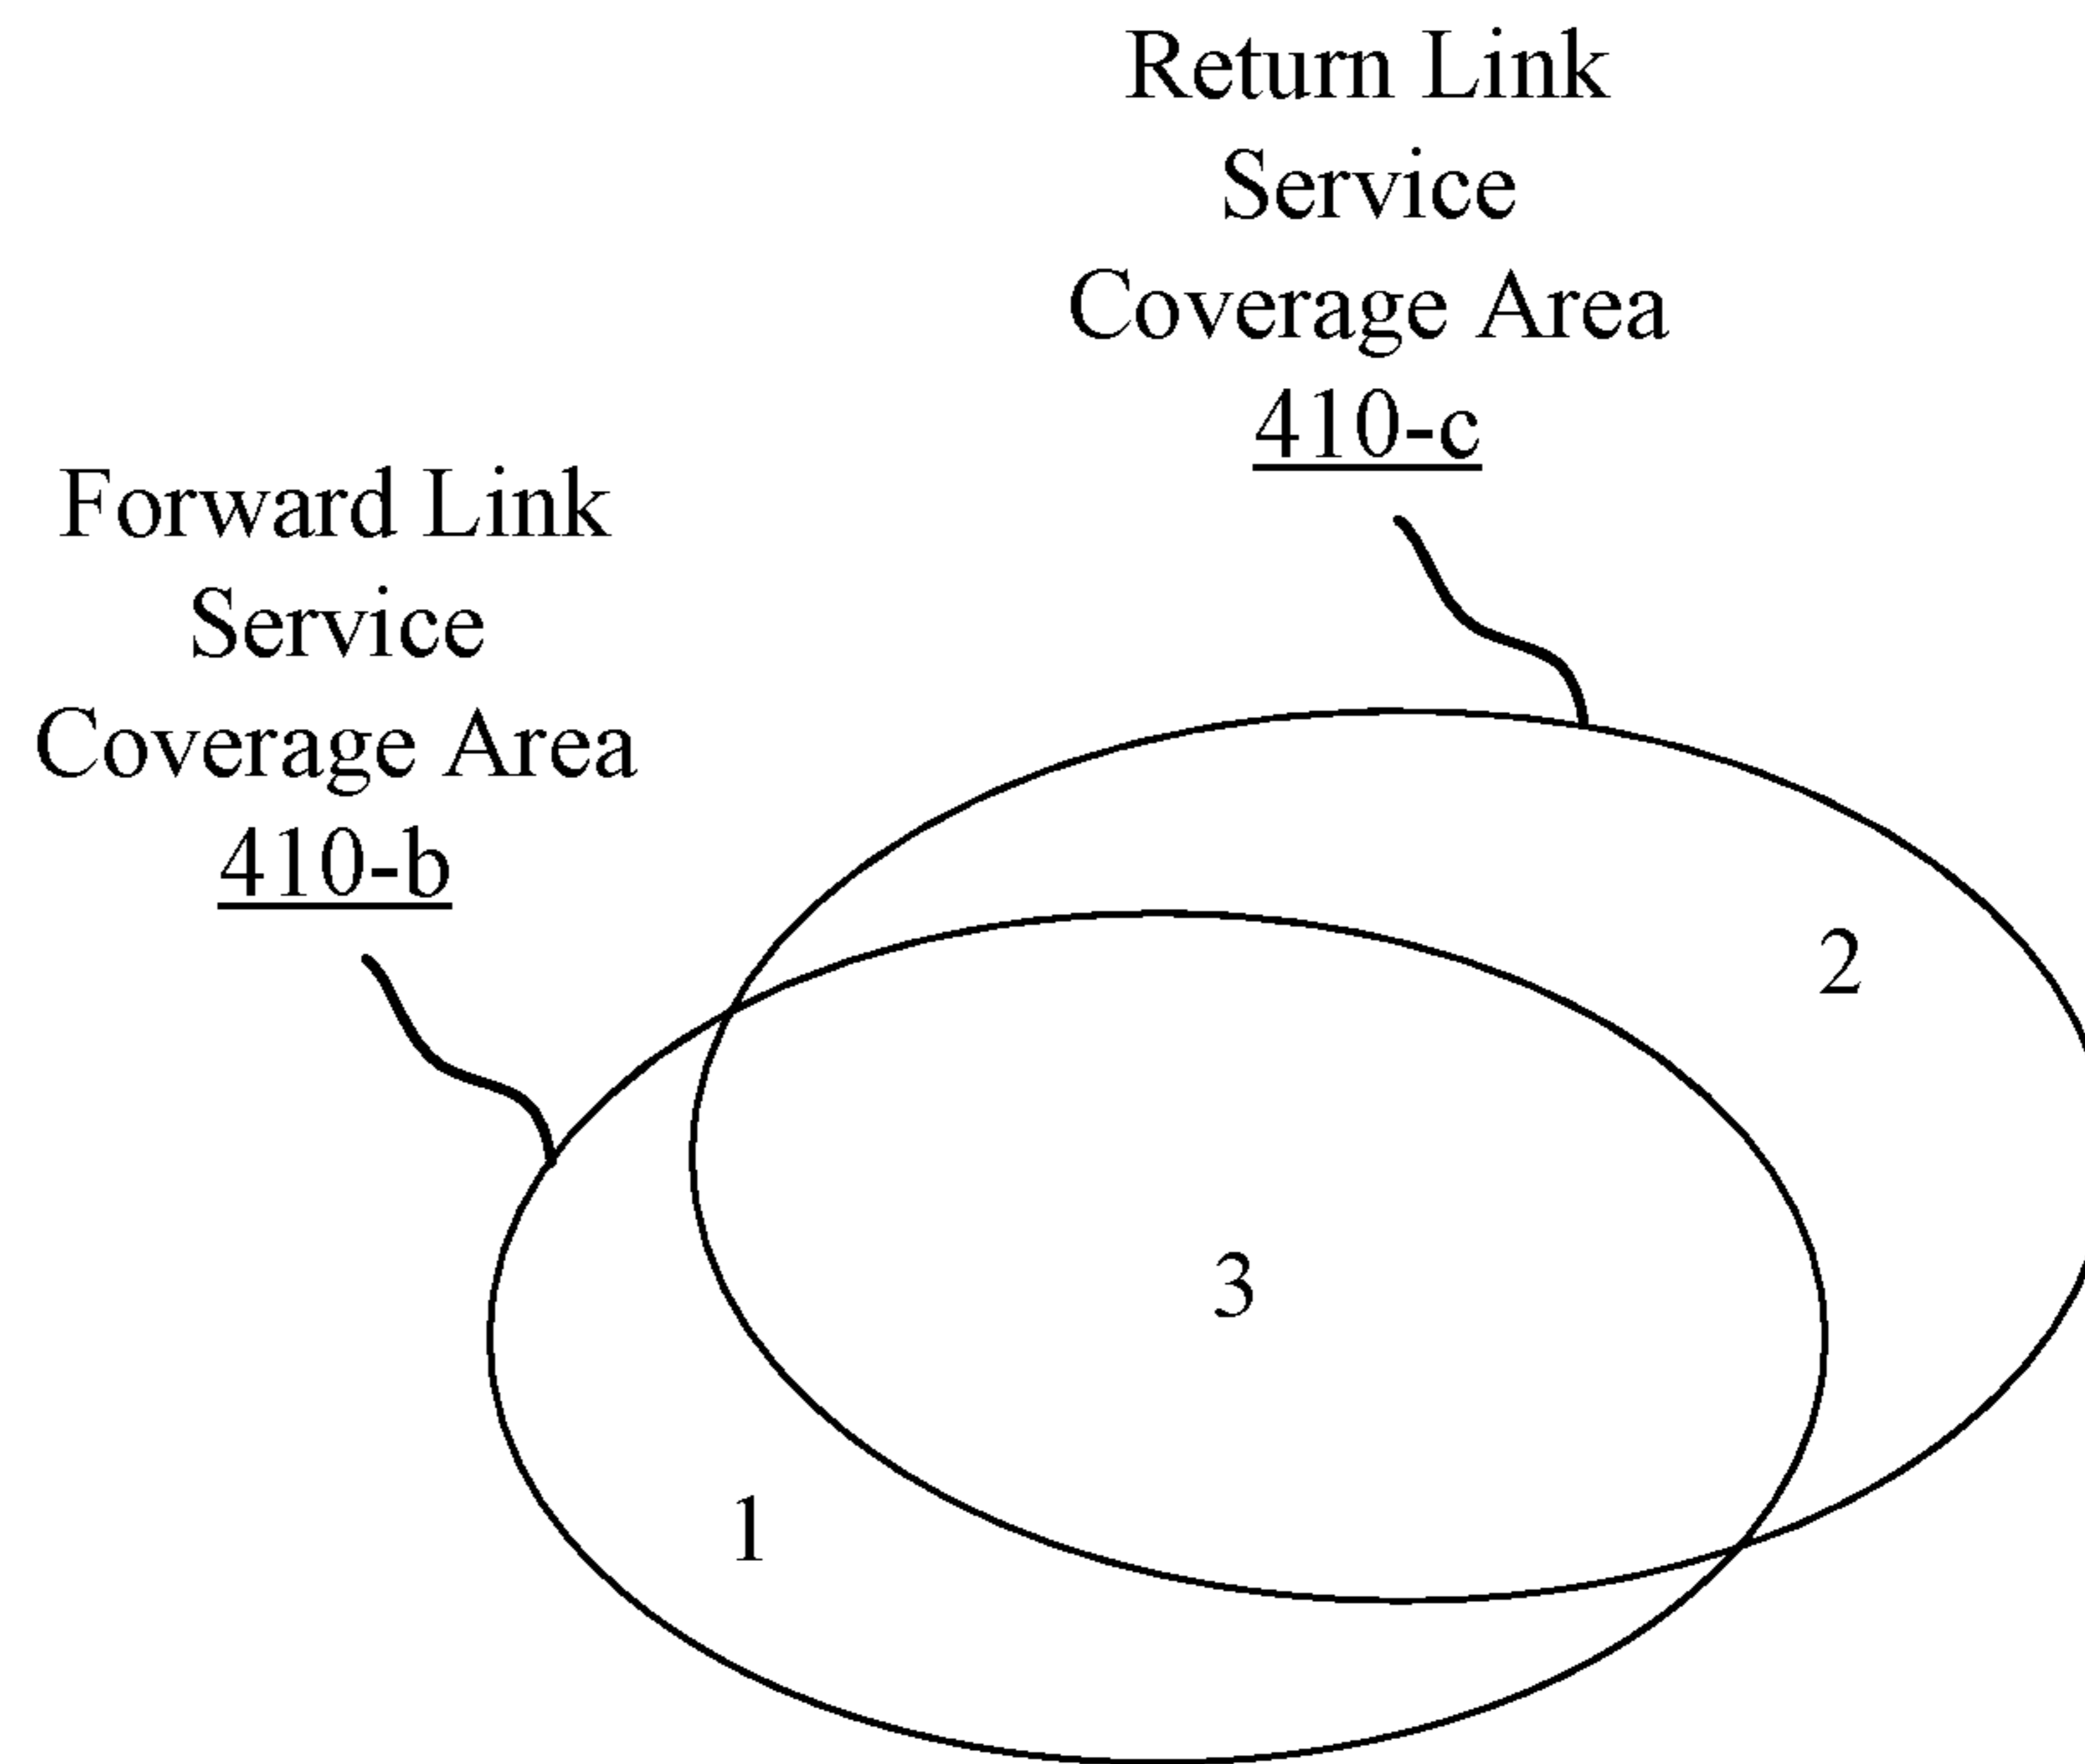 Return Link
Service
Coverage Area
410-c
Forward Link
Service
Coverage Area
410-b
2
3
1